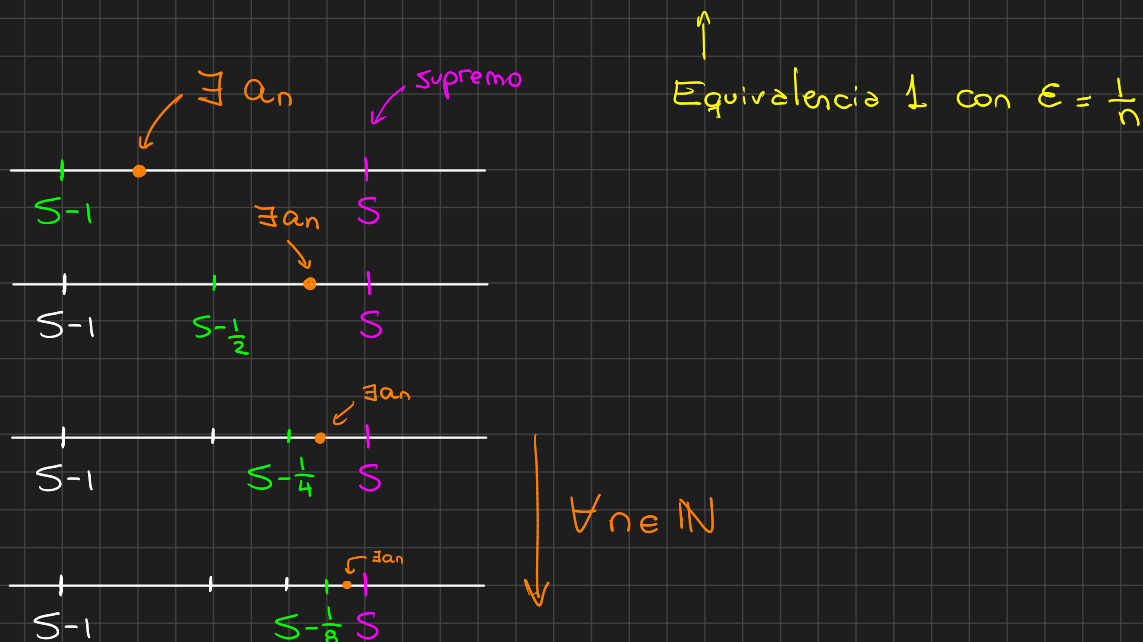 Equivalencia 1 con ε = 1/n
∃ an
supremo
S-1
S
∃an
S-1
S-1/2
S
∃an
S-1
S-1/4
S
∀n∈ℕ
∃an
S-1
S-1/8
S